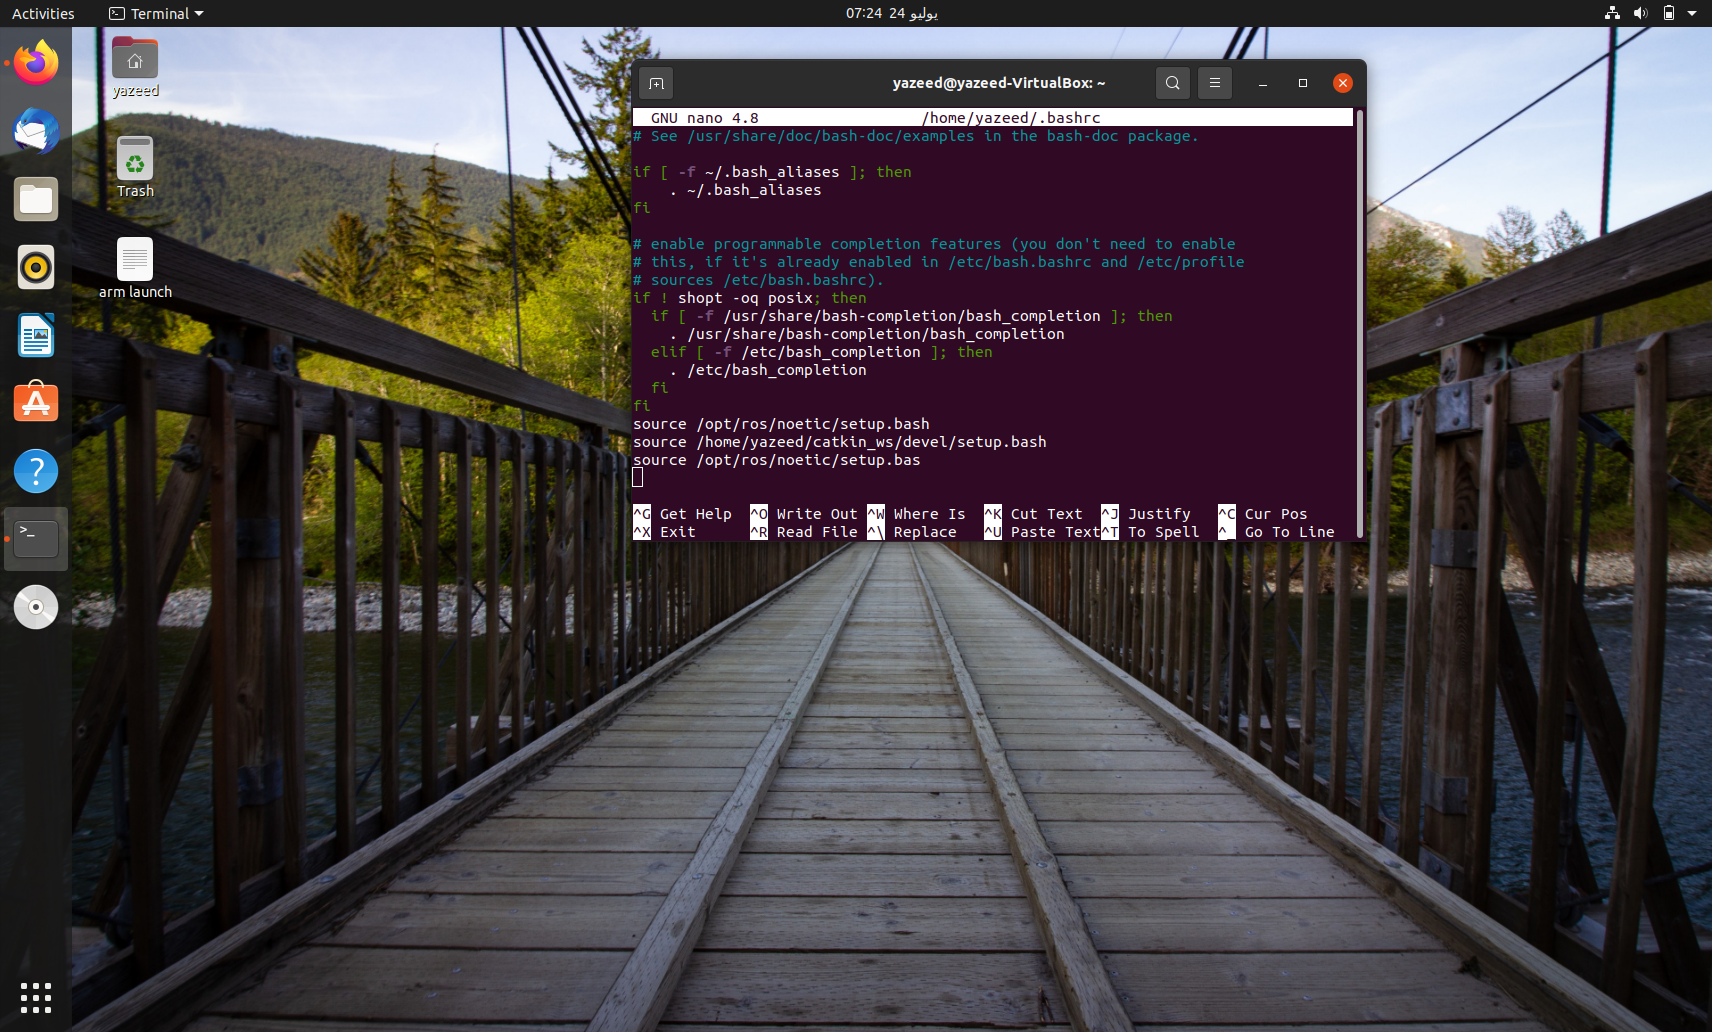 Activities
Terminal
07:24 24 يوليو
yazeed
Trash
arm launch
yazeed@yazeed-VirtualBox: ~
GNU nano 4.8 /home/yazeed/.bashrc
# See /usr/share/doc/bash-doc/examples in the bash-doc package.
if [ -f ~/.bash_aliases ]; then
. ~/.bash_aliases
fi
# enable programmable completion features (you don't need to enable
# this, if it's already enabled in /etc/bash.bashrc and /etc/profile
# sources /etc/bash.bashrc).
if ! shopt -oq posix; then
if [ -f /usr/share/bash-completion/bash_completion ]; then
. /usr/share/bash-completion/bash_completion
elif [ -f /etc/bash_completion ]; then
. /etc/bash_completion
fi
fi
source /opt/ros/noetic/setup.bash
source /home/yazeed/catkin_ws/devel/setup.bash
source /opt/ros/noetic/setup.bas
^G Get Help ^O Write Out ^W Where Is ^K Cut Text ^J Justify ^C Cur Pos
^X Exit ^R Read File ^\ Replace ^U Paste Text ^T To Spell ^_ Go To Line